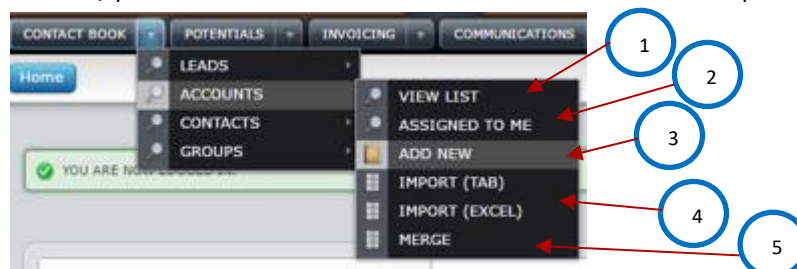 CONTACT BOOK POTENTIALS INVOICING COMMUNICATIONS
1
LEADS
Home
2
ACCOUNTS
VIEW LIST
CONTACTS
ASSIGNED TO ME
3
GROUPS
ADD NEW
YOU ARE NOW LOGGED IN.
IMPORT (TAB)
4
IMPORT (EXCEL)
MERGE
5